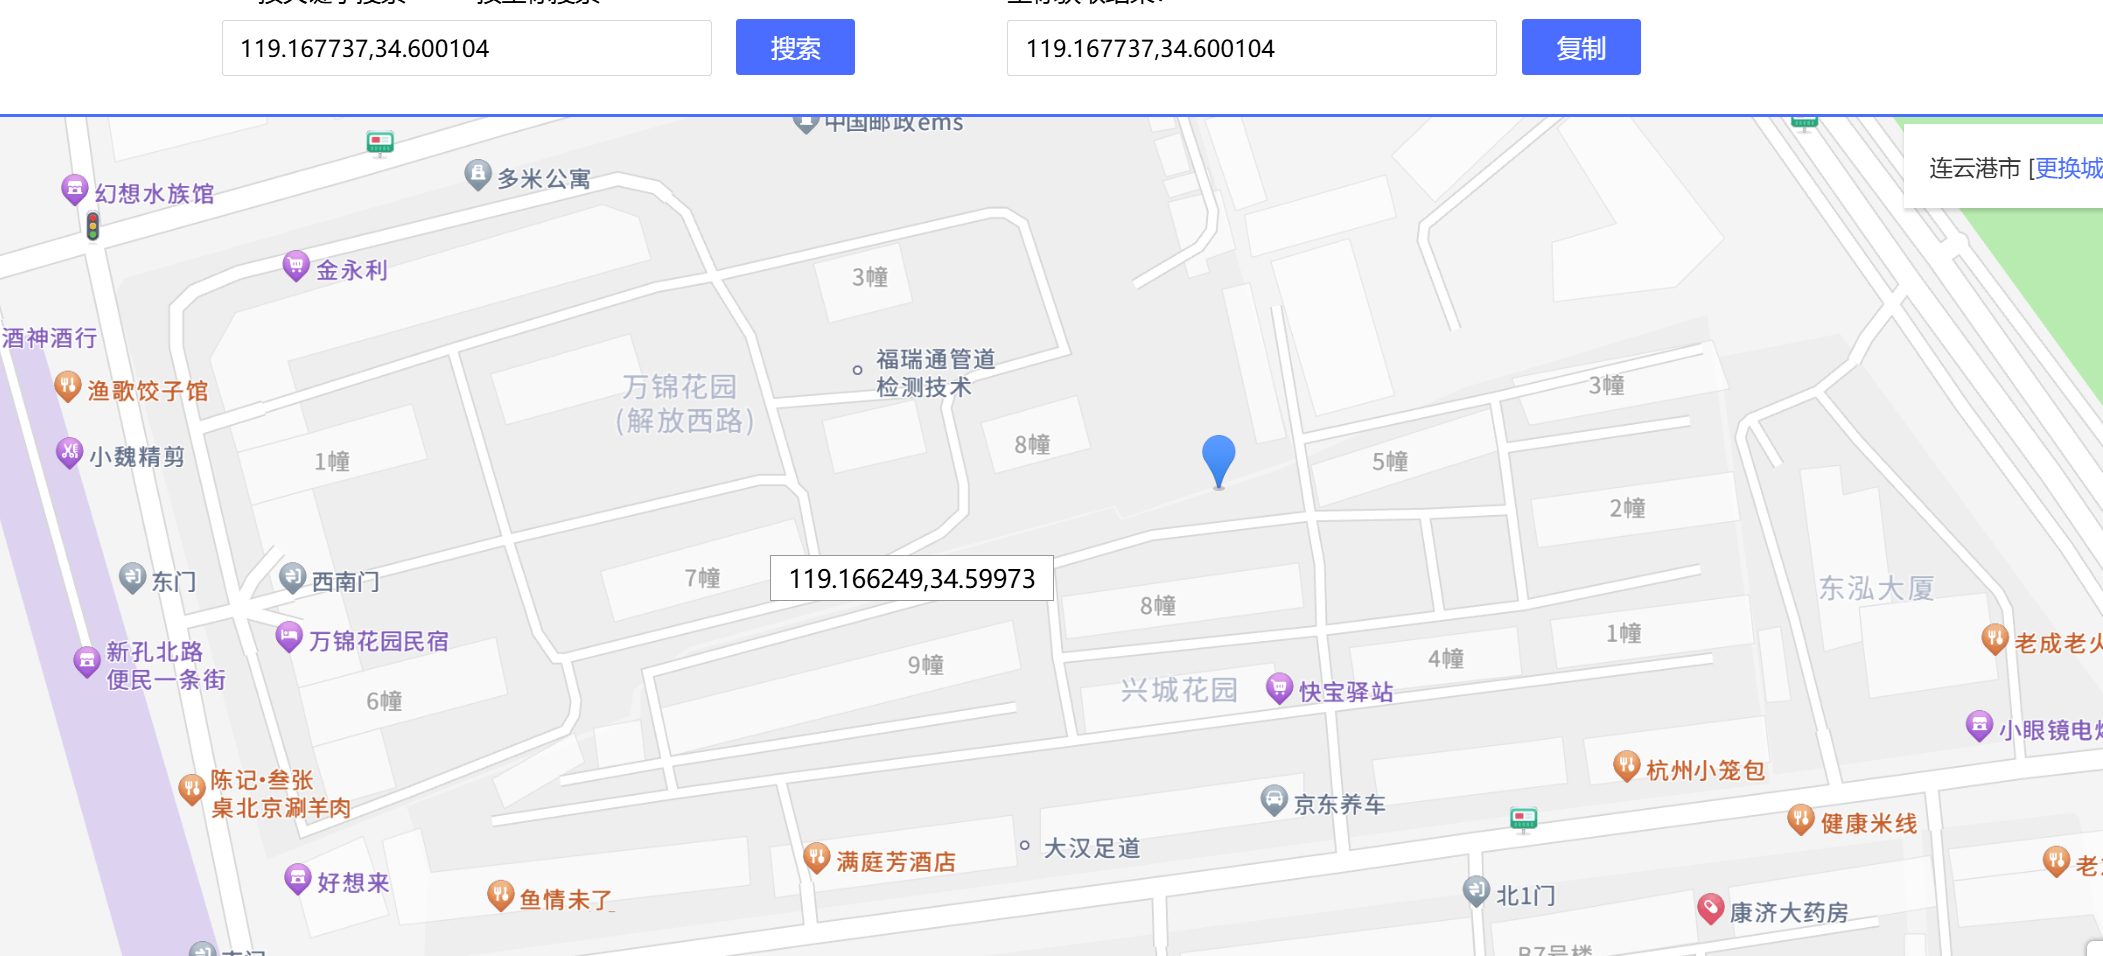 119.167737,34.600104
搜索
119.167737,34.600104
复制
中国邮政ems
连云港市 [更换城
多米公寓
幻想水族馆
金永利
3幢
酒神酒行
福瑞通管道
检测技术
万锦花园
(解放西路)
渔歌饺子馆
3幢
小魏精剪
1幢
8幢
5幢
2幢
东门
西南门
7幢
119.166249,34.59973
东泓大厦
8幢
万锦花园民宿
1幢
老成老火
新孔北路
便民一条街
9幢
4幢
兴城花园
快宝驿站
6幢
小眼镜电
杭州小笼包
陈记•叁张
桌北京涮羊肉
京东养车
健康米线
大汉足道
满庭芳酒店
老
好想来
鱼情未了_
北1门
康济大药房
B7号楼